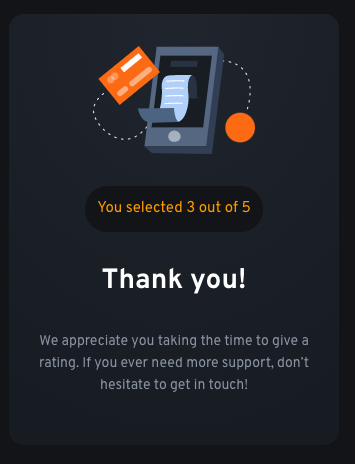 You selected 3 out of 5
Thank you!
We appreciate you taking the time to give a
rating. If you ever need more support, don’t
hesitate to get in touch!